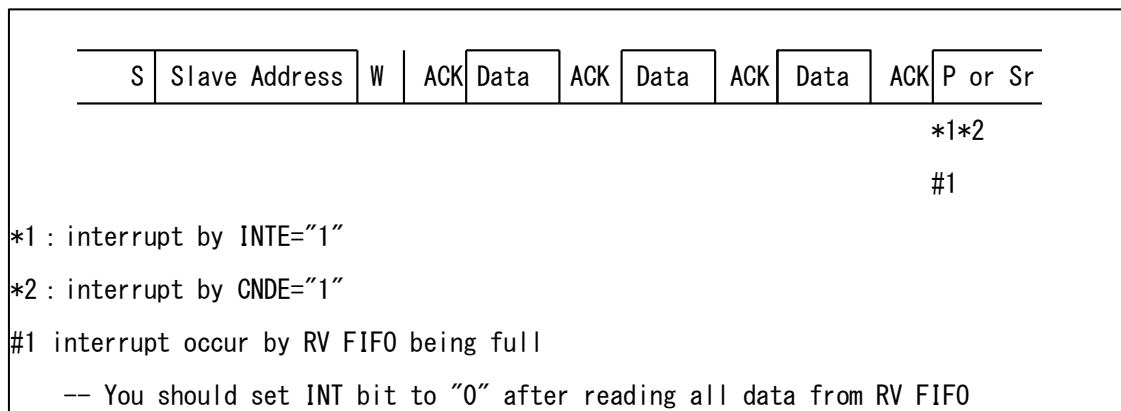 S Slave Address W ACK Data ACK Data ACK Data ACK P or Sr
*1*2
#1
*1 : interrupt by INTE="1"
*2 : interrupt by CNDE="1"
#1 interrupt occur by RV FIFO being full
-- You should set INT bit to "0" after reading all data from RV FIFO